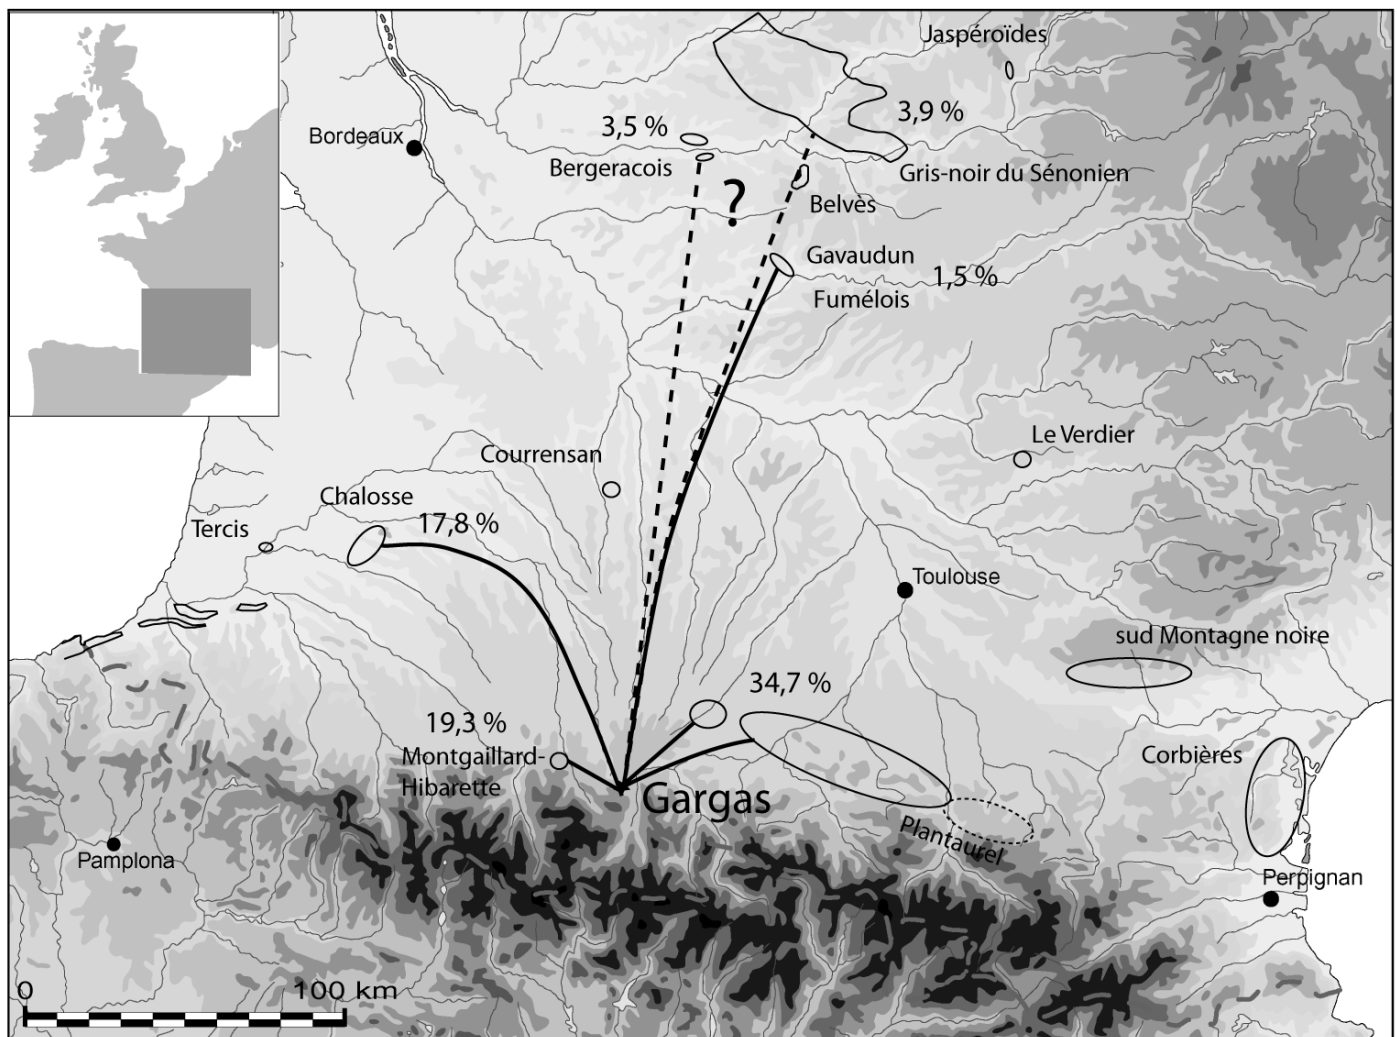 Jaspéroïdes
3,9 %
3,5 %
Bordeaux
Bergeracois
Gris-noir du Sénonien
?
Belvès
Gavaudun
1,5 %
Fumélois
Le Verdier
Courrensan
Chalosse
17,8 %
Tercis
Toulouse
sud Montagne noire
34,7 %
19,3 %
Montgaillard-
Hibarette
Corbières
Gargas
Plantaurel
Pamplona
Perpignan
0
100 km